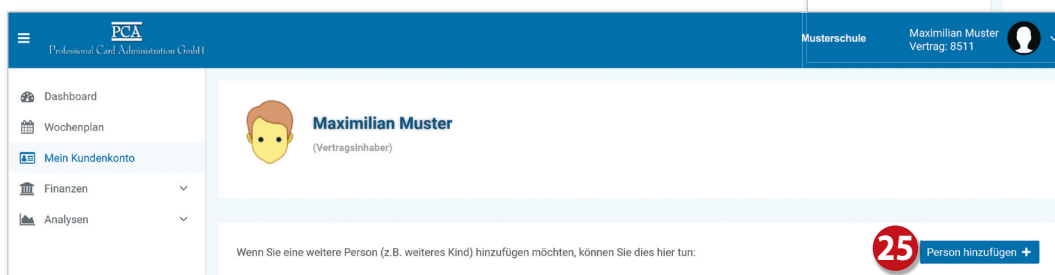 PCA
Professional Card Administration GmbH
Musterschule
Maximilian Muster
Vertrag: 8511
Dashboard
Wochenplan
Mein Kundenkonto
Finanzen
Analysen
Maximilian Muster
(Vertragsinhaber)
Wenn Sie eine weitere Person (z.B. weiteres Kind) hinzufügen möchten, können Sie dies hier tun:
25
Person hinzufügen +